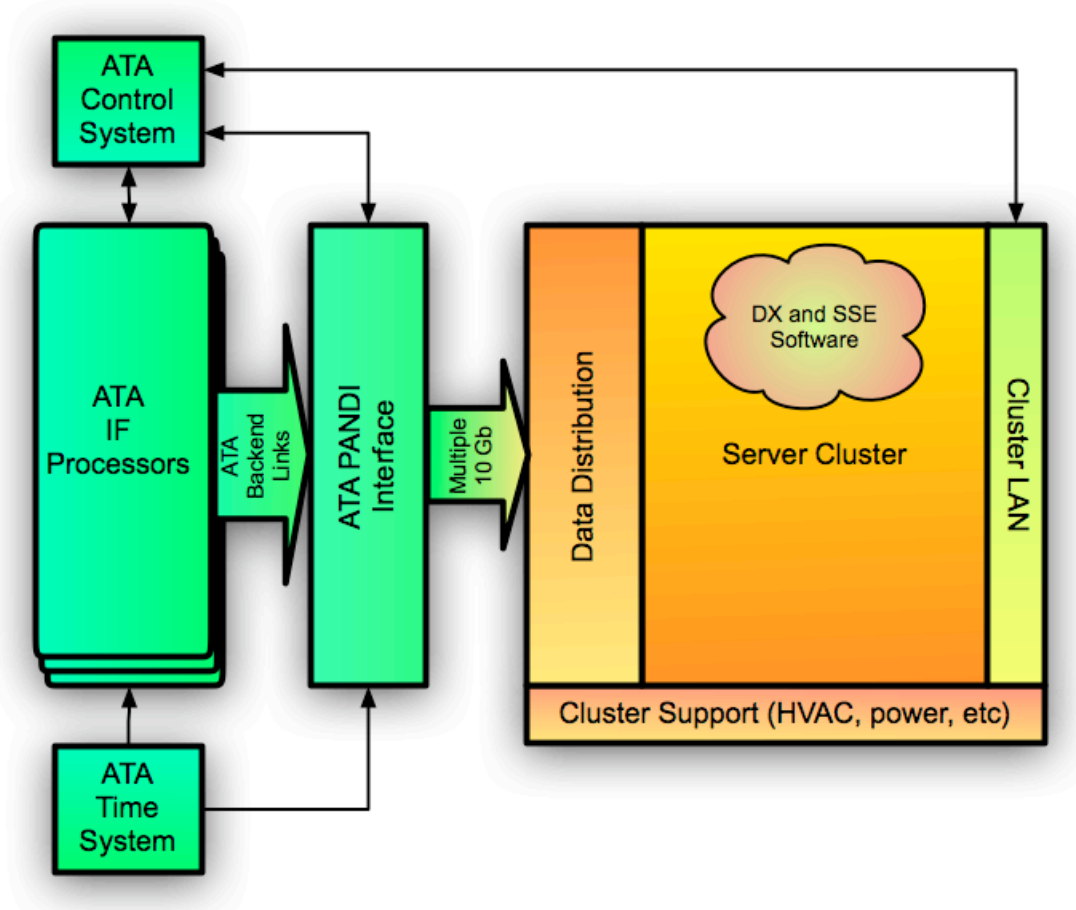 ATA
Control
System
ATA
IF
Processors
ATA
Backend
Links
ATA PANDI
Interface
Multiple
10 Gb
Data Distribution
DX and SSE
Software
Server Cluster
Cluster LAN
Cluster Support (HVAC, power, etc)
ATA
Time
System